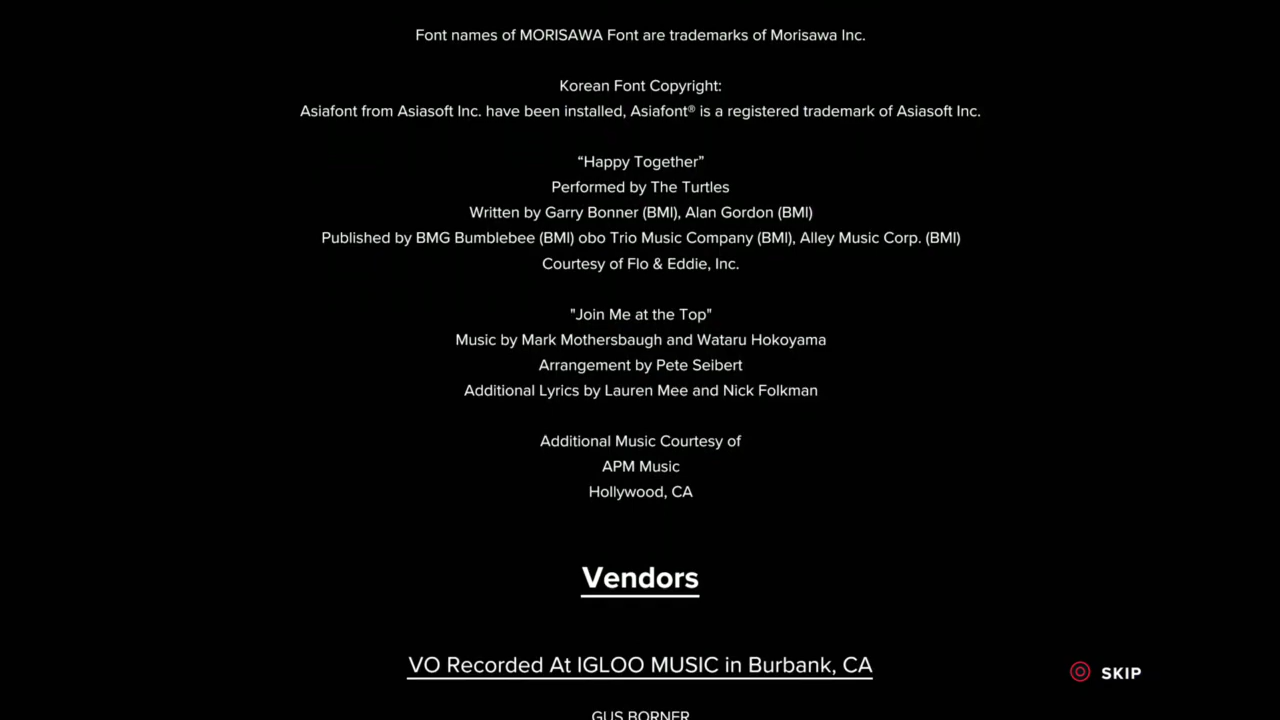 Font names of MORISAWA Font are trademarks of Morisawa Inc.
Korean Font Copyright:
Asiafont from Asiasoft Inc. have been installed, Asiafont® is a registered trademark of Asiasoft Inc.
“Happy Together”
Performed by The Turtles
Written by Garry Bonner (BMI), Alan Gordon (BMI)
Published by BMG Bumblebee (BMI) obo Trio Music Company (BMI), Alley Music Corp. (BMI)
Courtesy of Flo & Eddie, Inc.
"Join Me at the Top"
Music by Mark Mothersbaugh and Wataru Hokoyama
Arrangement by Pete Seibert
Additional Lyrics by Lauren Mee and Nick Folkman
Additional Music Courtesy of
APM Music
Hollywood, CA
Vendors
VO Recorded At IGLOO MUSIC in Burbank, CA
SKIP
GUS BORNER